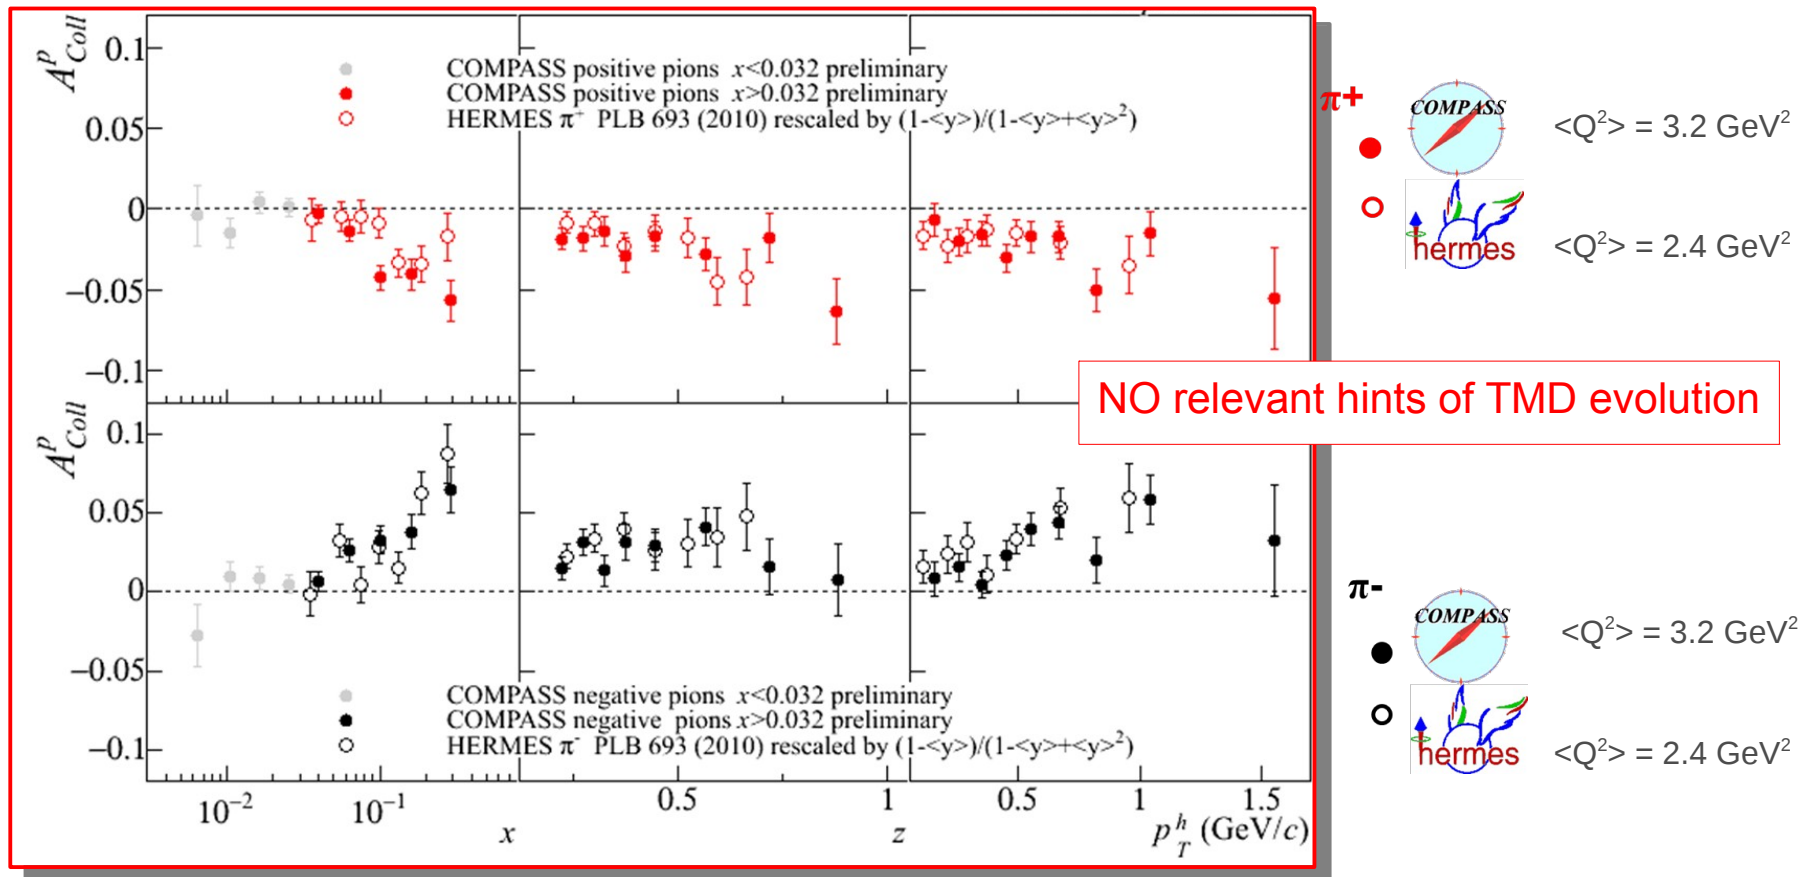 A^p_Coll
0.1
0.05
0
−0.05
−0.1
COMPASS positive pions x<0.032 preliminary
COMPASS positive pions x>0.032 preliminary
HERMES π⁺ PLB 693 (2010) rescaled by (1-<y>)/(1-<y>+<y>²)
π+
COMPASS
<Q²> = 3.2 GeV²
hermes
<Q²> = 2.4 GeV²
NO relevant hints of TMD evolution
A^p_Coll
0.1
0.05
0
−0.05
−0.1
COMPASS negative pions x<0.032 preliminary
COMPASS negative pions x>0.032 preliminary
HERMES π⁻ PLB 693 (2010) rescaled by (1-<y>)/(1-<y>+<y>²)
π-
COMPASS
<Q²> = 3.2 GeV²
hermes
<Q²> = 2.4 GeV²
10⁻² 10⁻¹ 0.5 1 0.5 1 1.5
x z p_T^h (GeV/c)